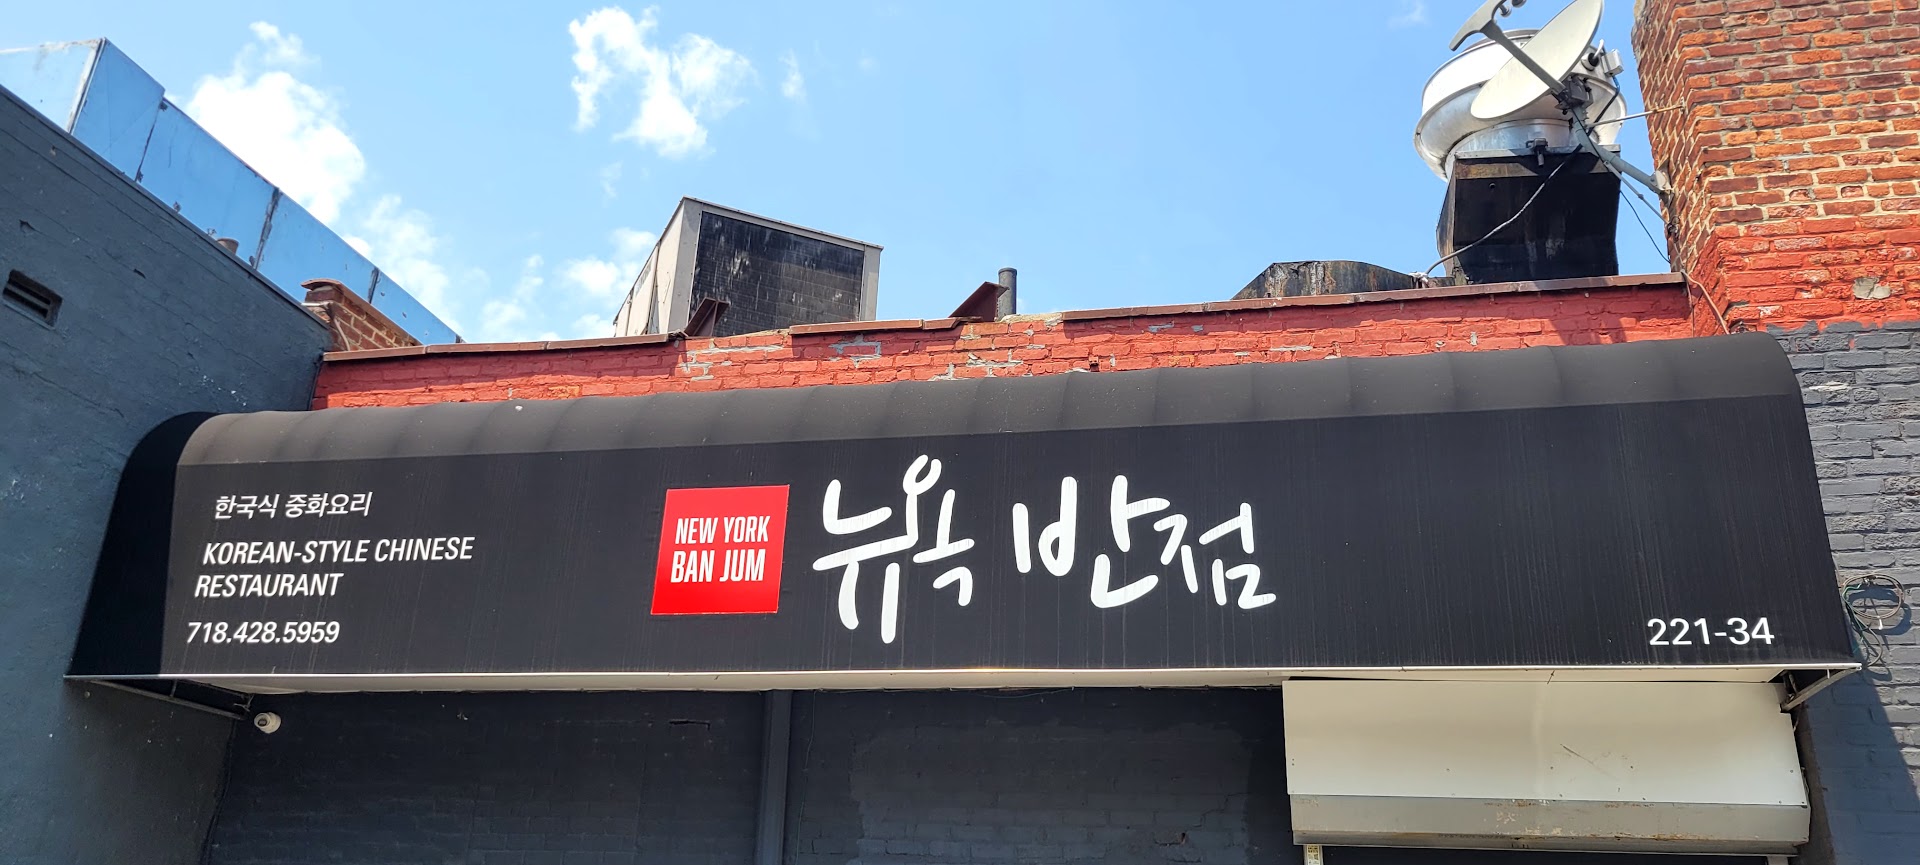 한국식 중화요리
KOREAN-STYLE CHINESE
RESTAURANT
718.428.5959
NEW YORK
BAN JUM
뉴욕 반점
221-34